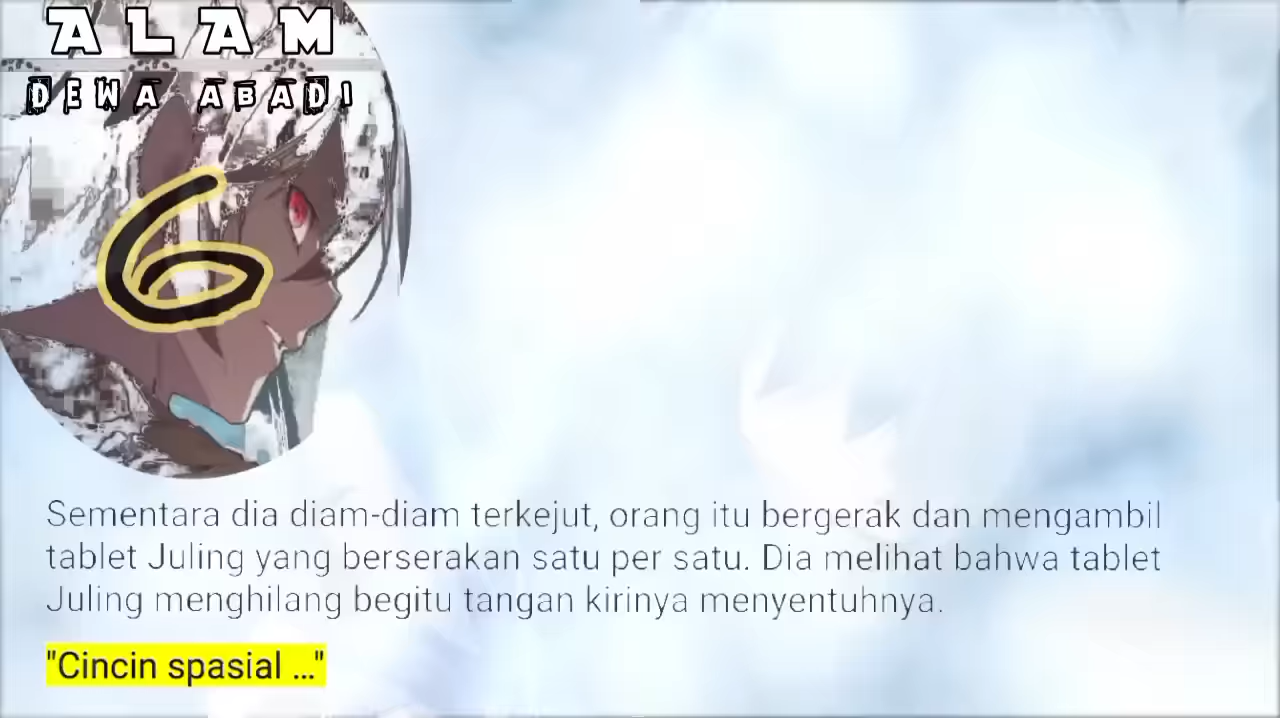 ALAM
DEWA ABADI
6
Sementara dia diam-diam terkejut, orang itu bergerak dan mengambil
tablet Juling yang berserakan satu per satu. Dia melihat bahwa tablet
Juling menghilang begitu tangan kirinya menyentuhnya.
"Cincin spasial ..."